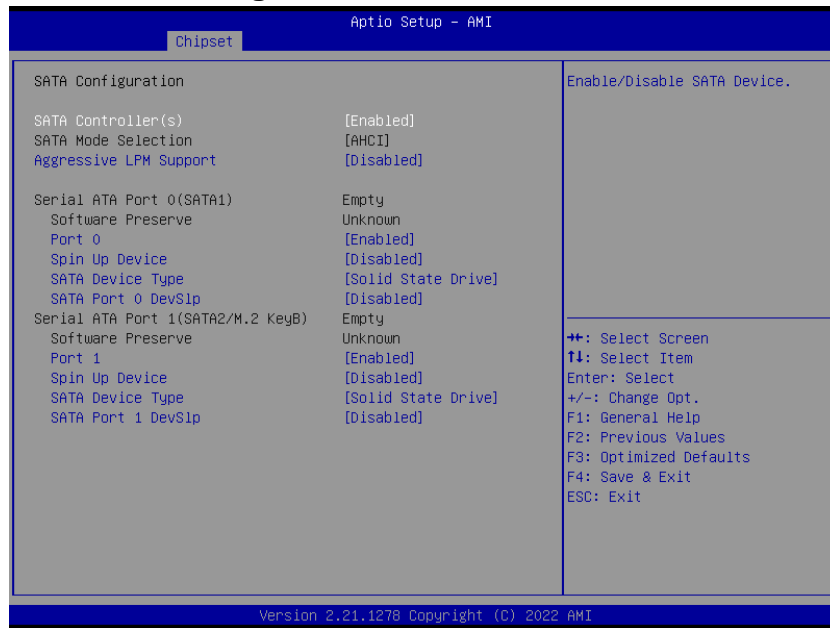 Aptio Setup – AMI
Chipset
SATA Configuration
SATA Controller(s) [Enabled]
SATA Mode Selection [AHCI]
Aggressive LPM Support [Disabled]
Serial ATA Port 0(SATA1) Empty
Software Preserve Unknown
Port 0 [Enabled]
Spin Up Device [Disabled]
SATA Device Type [Solid State Drive]
SATA Port 0 DevSlp [Disabled]
Serial ATA Port 1(SATA2/M.2 KeyB) Empty
Software Preserve Unknown
Port 1 [Enabled]
Spin Up Device [Disabled]
SATA Device Type [Solid State Drive]
SATA Port 1 DevSlp [Disabled]
Enable/Disable SATA Device.
→←: Select Screen
↑↓: Select Item
Enter: Select
+/-: Change Opt.
F1: General Help
F2: Previous Values
F3: Optimized Defaults
F4: Save & Exit
ESC: Exit
Version 2.21.1278 Copyright (C) 2022 AMI